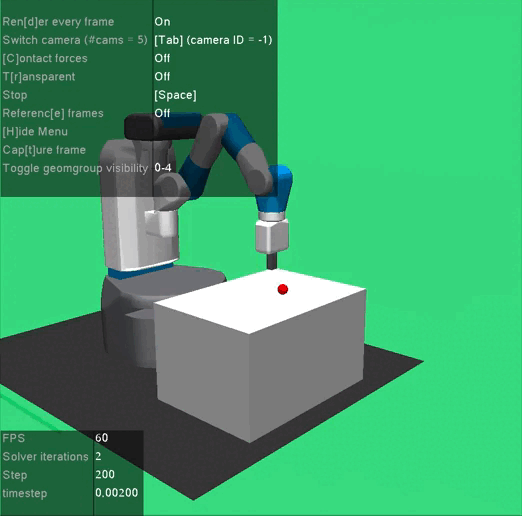 Ren[d]er every frame On
Switch camera (#cams = 5) [Tab] (camera ID = -1)
[C]ontact forces Off
T[r]ansparent Off
Stop [Space]
Referenc[e] frames Off
[H]ide Menu
Cap[t]ure frame
Toggle geomgroup visibility 0-4
FPS 60
Solver iterations 2
Step 200
timestep 0.00200